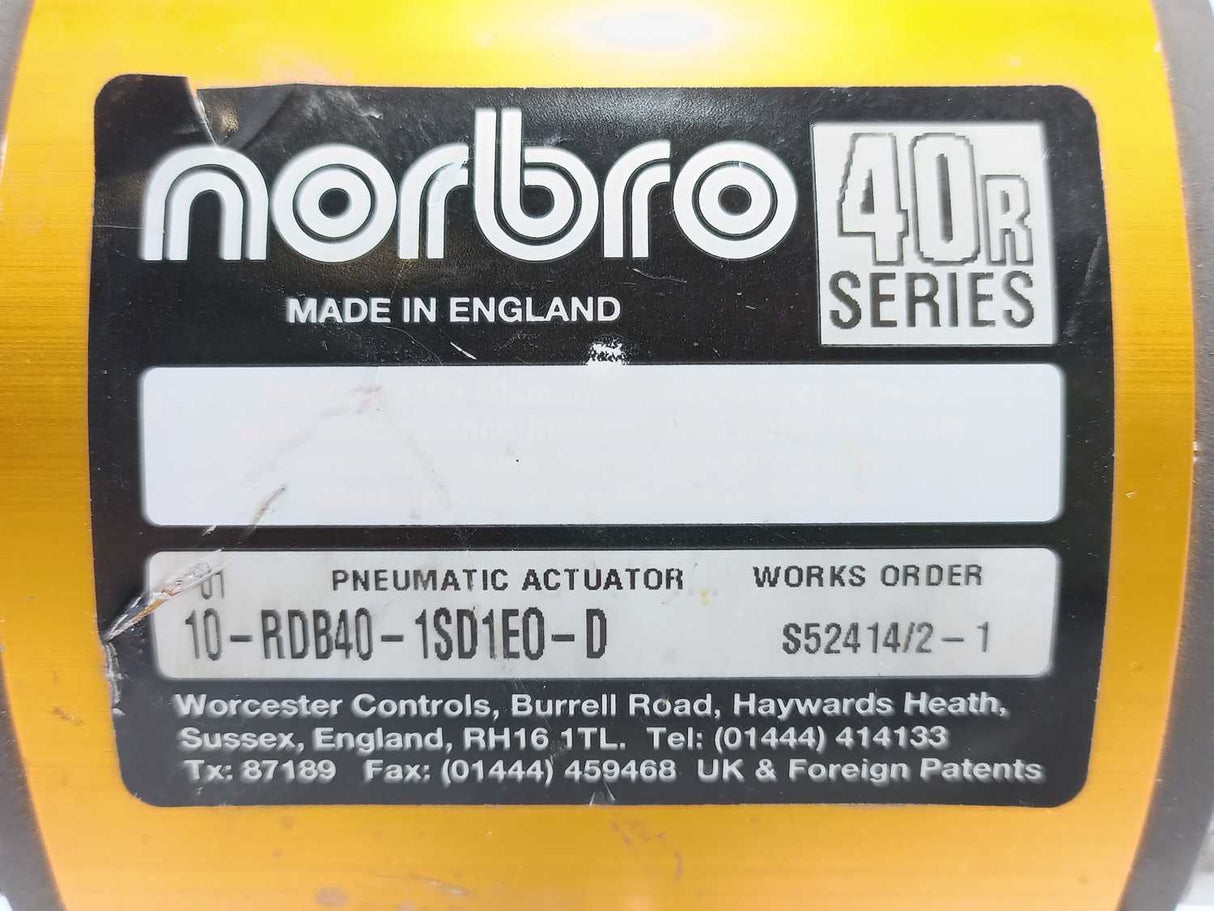 norbro
40R
SERIES
MADE IN ENGLAND
01 PNEUMATIC ACTUATOR WORKS ORDER
10-RDB40-1SD1E0-D S52414/2-1
Worcester Controls, Burrell Road, Haywards Heath,
Sussex, England, RH16 1TL. Tel: (01444) 414133
Tx: 87189 Fax: (01444) 459468 UK & Foreign Patents